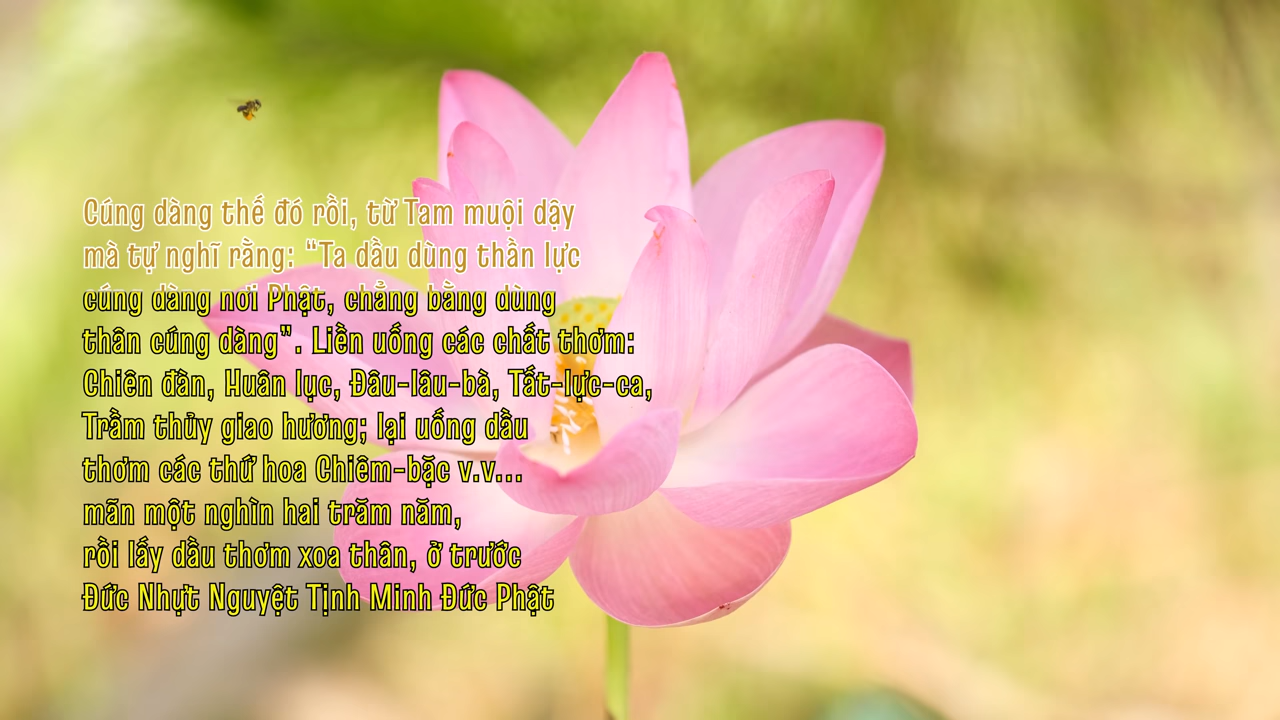 Cúng dàng thế đó rồi, từ Tam muội dậy
mà tự nghĩ rằng: “Ta dầu dùng thần lực
cúng dàng nơi Phật, chẳng bằng dùng
thân cúng dàng”. Liền uống các chất thơm:
Chiên đàn, Huân lục, Đâu-lâu-bà, Tất-lực-ca,
Trầm thủy giao hương; lại uống dầu
thơm các thứ hoa Chiêm-bặc v.v...
mãn một nghìn hai trăm năm,
rồi lấy dầu thơm xoa thân, ở trước
Đức Nhựt Nguyệt Tịnh Minh Đức Phật